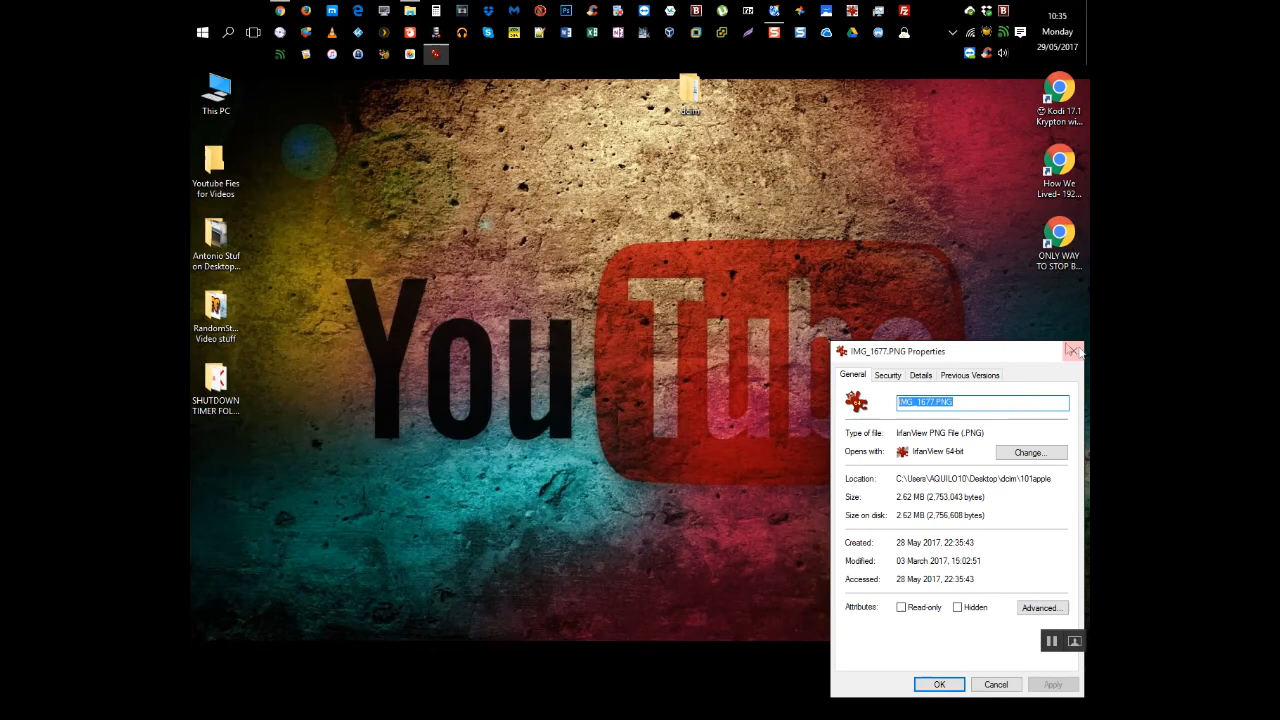 10:35
Monday
29/05/2017
This PC
dcim
Kodi 17.1
Krypton wi...
Youtube Fies
for Videos
How We
Lived- 192...
Antonio Stuf
on Desktop...
ONLY WAY
TO STOP B...
RandomSt...
Video stuff
SHUTDOWN
TIMER FOL...
YouTube
IMG_1677.PNG Properties
General Security Details Previous Versions
IMG_1677.PNG
Type of file: IrfanView PNG File (.PNG)
Opens with: IrfanView 64-bit Change...
Location: C:\Users\AQUILO10\Desktop\dcim\101apple
Size: 2.62 MB (2,753,043 bytes)
Size on disk: 2.62 MB (2,756,608 bytes)
Created: 28 May 2017, 22:35:43
Modified: 03 March 2017, 15:02:51
Accessed: 28 May 2017, 22:35:43
Attributes: Read-only Hidden Advanced...
OK Cancel Apply